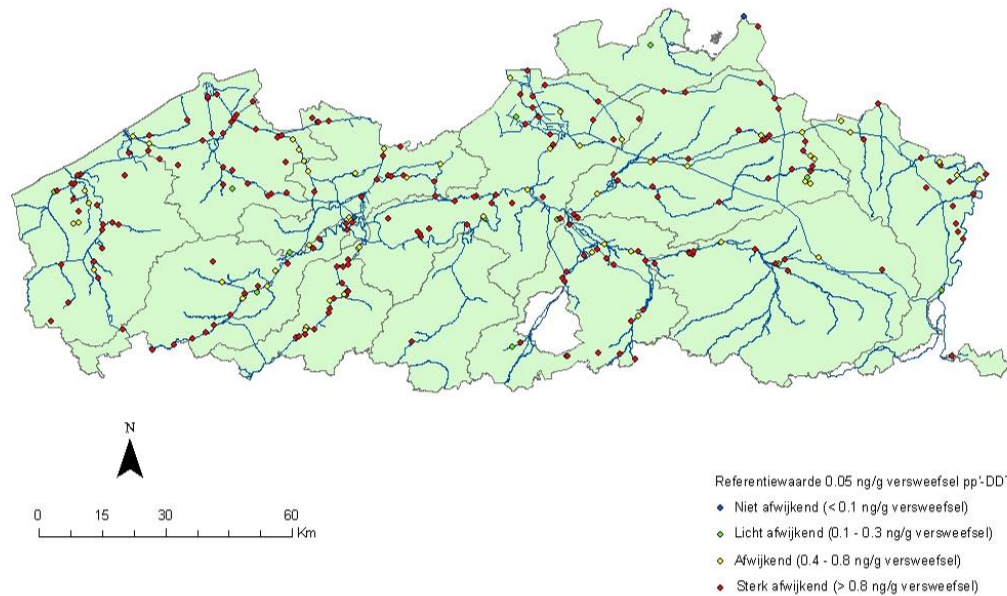 N
0 15 30 60
Km
Referentiewaarde 0.05 ng/g versweefsel pp'-DDT
Niet afwijkend (< 0.1 ng/g versweefsel)
Licht afwijkend (0.1 - 0.3 ng/g versweefsel)
Afwijkend (0.4 - 0.8 ng/g versweefsel)
Sterk afwijkend (> 0.8 ng/g versweefsel)